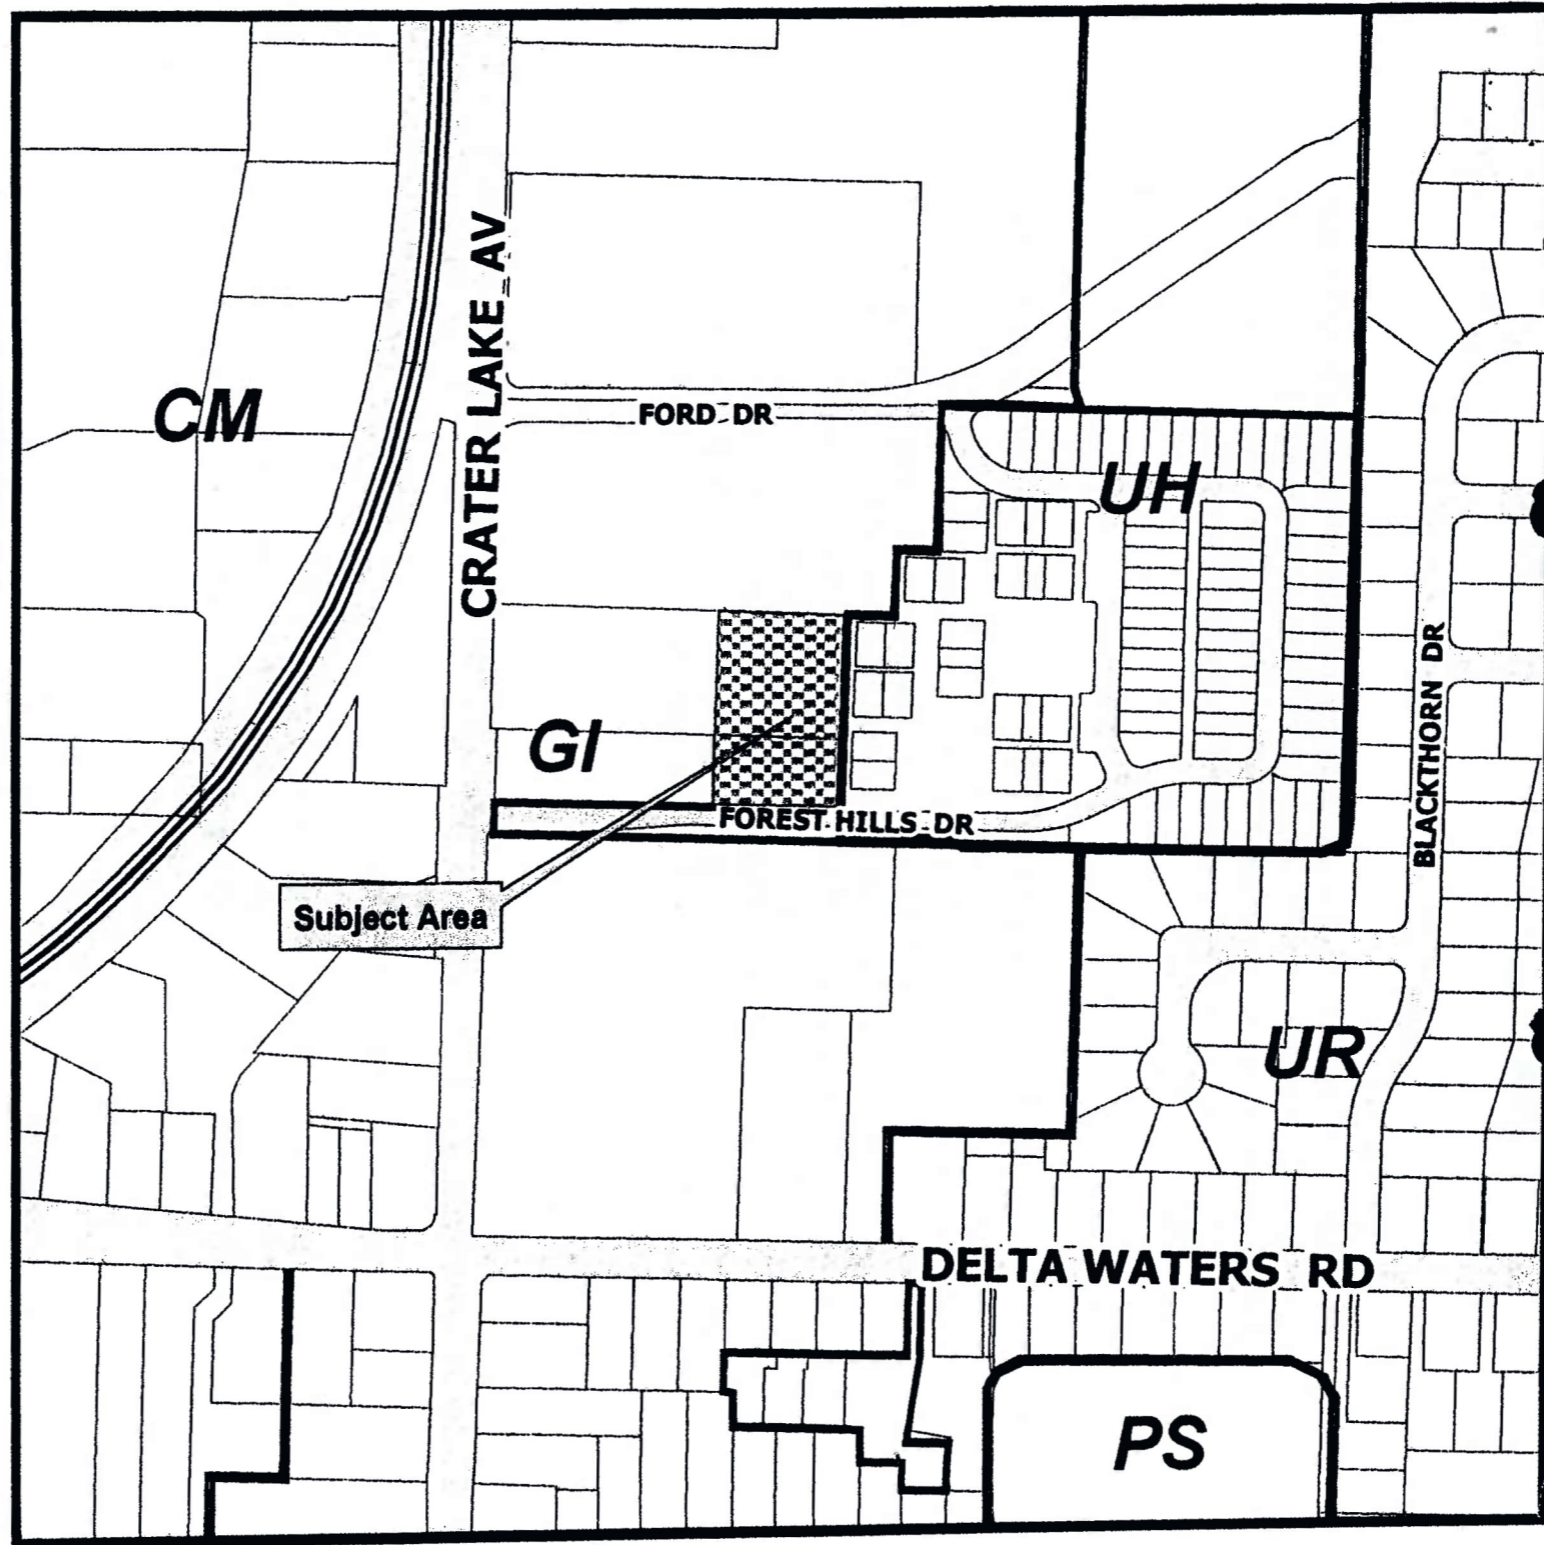 CRATER LAKE AV
CM
FORD DR
UH
GI
BLACKTHORN DR
FOREST HILLS DR
Subject Area
UR
DELTA WATERS RD
PS